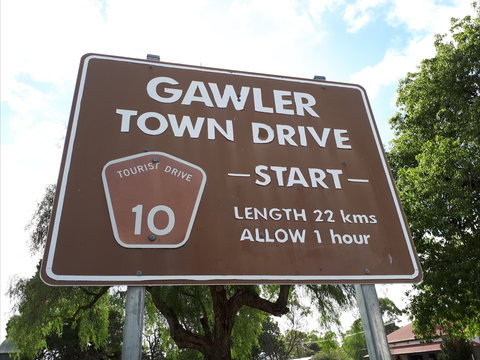 GAWLER
TOWN DRIVE
TOURIST DRIVE
10
– START –
LENGTH 22 kms
ALLOW 1 hour